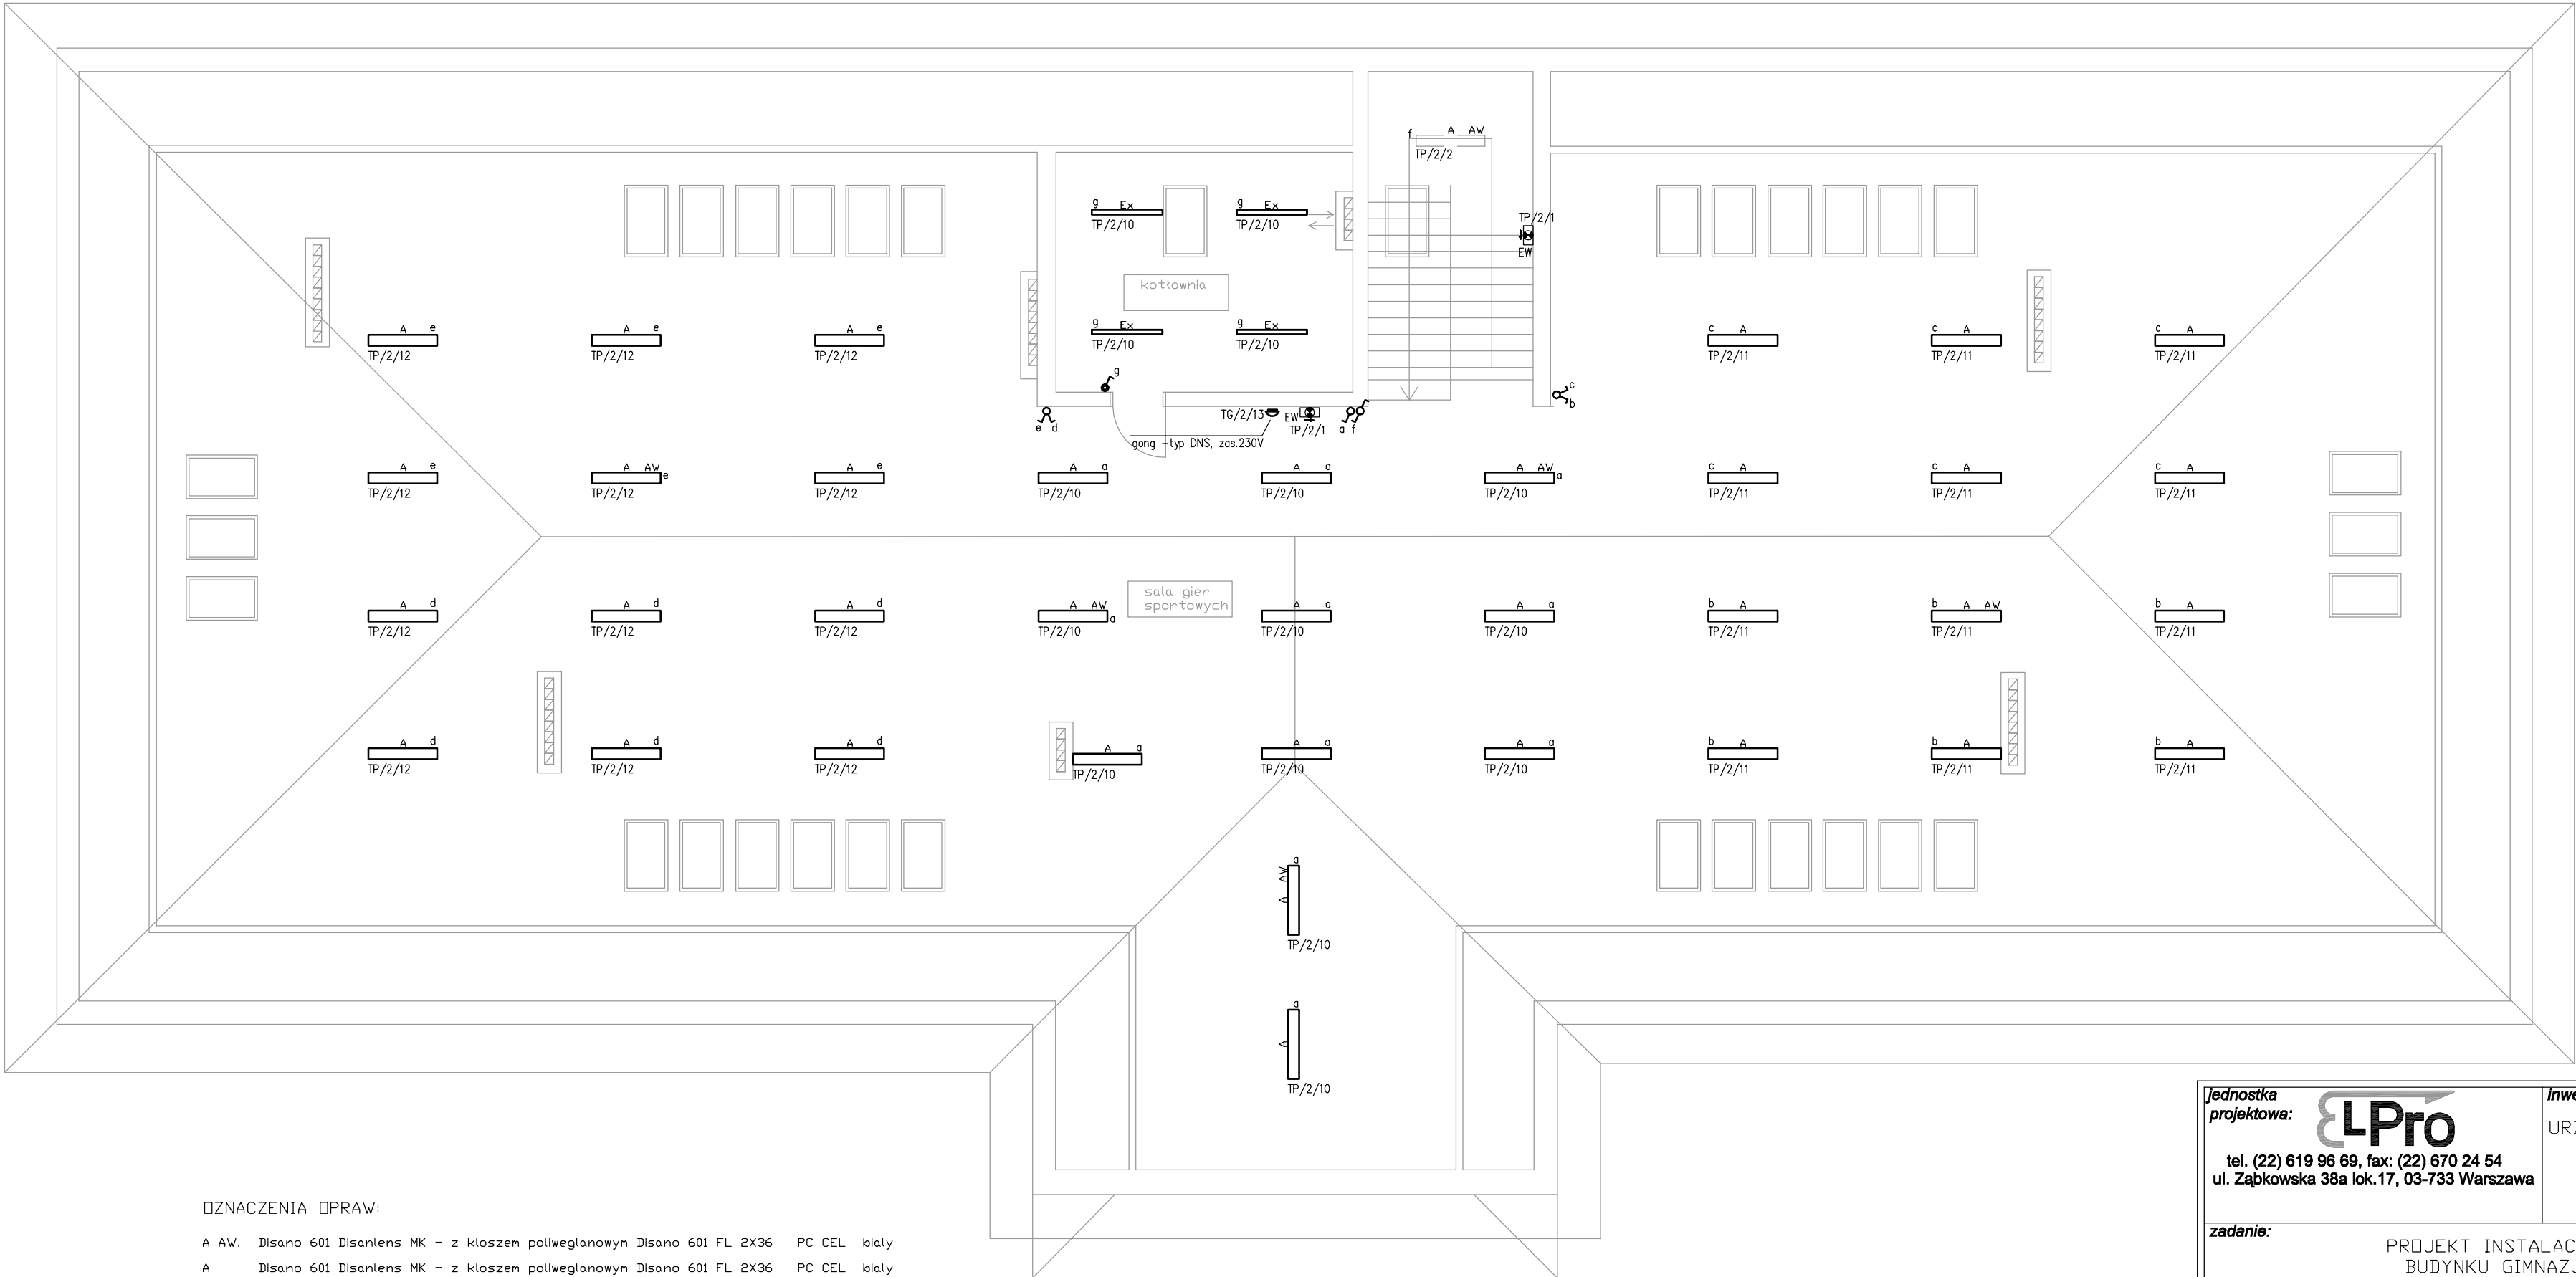 f A AW
TP/2/2
g Ex
TP/2/10
g Ex
TP/2/10
TP/2/1
EW
kotłownia
g Ex
TP/2/10
g Ex
TP/2/10
A e
TP/2/12
A e
TP/2/12
A e
TP/2/12
c A
TP/2/11
c A
TP/2/11
c A
TP/2/11
g
c
b
e d
TG/2/13
EW
TP/2/1
a f
gong -typ DNS, zas.230V
A e
TP/2/12
A AW
e
TP/2/12
A e
TP/2/12
A a
TP/2/10
A a
TP/2/10
A AW
a
TP/2/10
c A
TP/2/11
c A
TP/2/11
c A
TP/2/11
sala gier
sportowych
A d
TP/2/12
A d
TP/2/12
A d
TP/2/12
A AW
a
TP/2/10
A a
TP/2/10
A a
TP/2/10
b A
TP/2/11
b A AW
TP/2/11
b A
TP/2/11
A d
TP/2/12
A d
TP/2/12
A d
TP/2/12
A a
TP/2/10
A a
TP/2/10
A a
TP/2/10
b A
TP/2/11
b A
TP/2/11
b A
TP/2/11
a
A AW
TP/2/10
a
A
TP/2/10
OZNACZENIA OPRAW:
A AW. Disano 601 Disanlens MK - z kloszem poliweglanowym Disano 601 FL 2X36 PC CEL bialy
A Disano 601 Disanlens MK - z kloszem poliweglanowym Disano 601 FL 2X36 PC CEL bialy
jednostka
projektowa:
ELPro
tel. (22) 619 96 69, fax: (22) 670 24 54
ul. Ząbkowska 38a lok.17, 03-733 Warszawa
zadanie:
PROJEKT
BUDYNKU